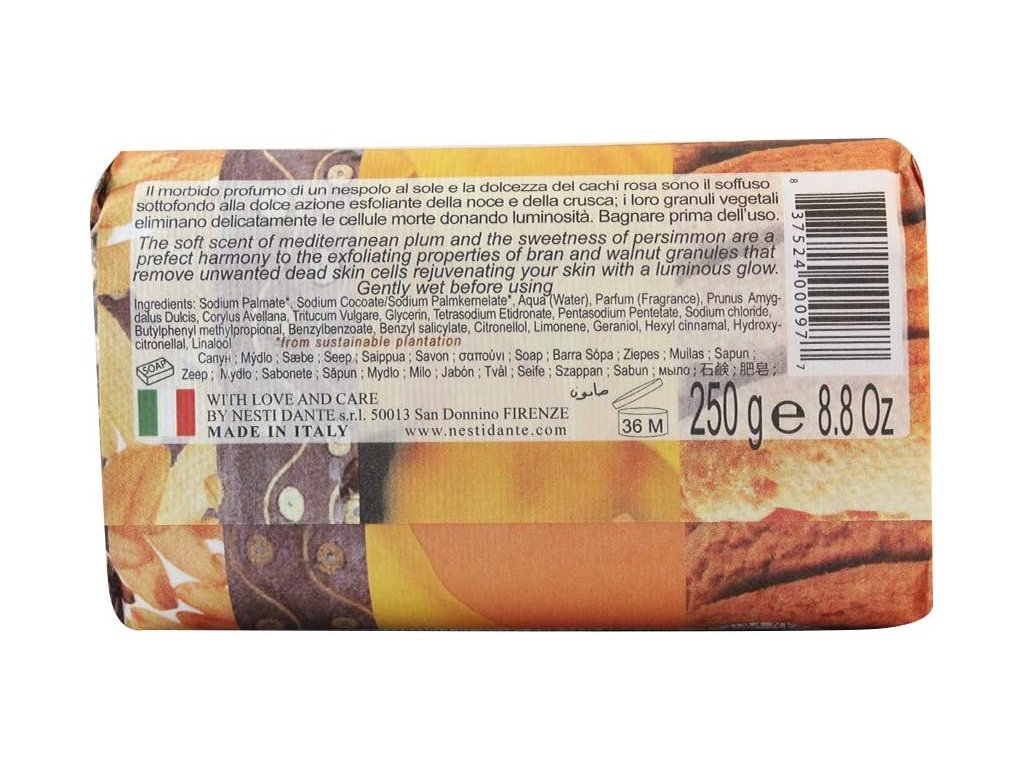 Il morbido profumo di un nespolo al sole e la dolcezza del cachi rosa sono il soffuso
sottofondo alla dolce azione esfoliante della noce e della crusca; i loro granuli vegetali
eliminano delicatamente le cellule morte donando luminosità. Bagnare prima dell'uso.
The soft scent of mediterranean plum and the sweetness of persimmon are a
prefect harmony to the exfoliating properties of bran and walnut granules that
remove unwanted dead skin cells rejuvenating your skin with a luminous glow.
Gently wet before using
Ingredients: Sodium Palmate*, Sodium Cocoate/Sodium Palmkernelate*, Aqua (Water), Parfum (Fragrance), Prunus Amyg-
dalus Dulcis, Corylus Avellana, Tritucum Vulgare, Glycerin, Tetrasodium Etidronate, Pentasodium Pentetate, Sodium chloride,
Butylphenyl methylpropional, Benzylbenzoate, Benzyl salicylate, Citronellol, Limonene, Geraniol, Hexyl cinnamal, Hydroxy-
citronellal, Linalool *from sustainable plantation
SOAP
Сапун ; Mýdlo ; Sæbe ; Seep ; Saippua ; Savon ; σαπούνι ; Soap ; Barra Sópa ; Ziepes ; Muilas ; Sapun ;
Zeep ; Mydło ; Sabonete ; Săpun ; Mydlo ; Milo ; Jabón ; Tvål ; Seife ; Szappan ; Sabun ; мыло ; 石鹸 ; 肥皂 ;
صابون
WITH LOVE AND CARE
BY NESTI DANTE s.r.l. 50013 San Donnino FIRENZE
MADE IN ITALY www.nestidante.com
36 M
250 g e 8.8 Oz
8 37524 00097 7